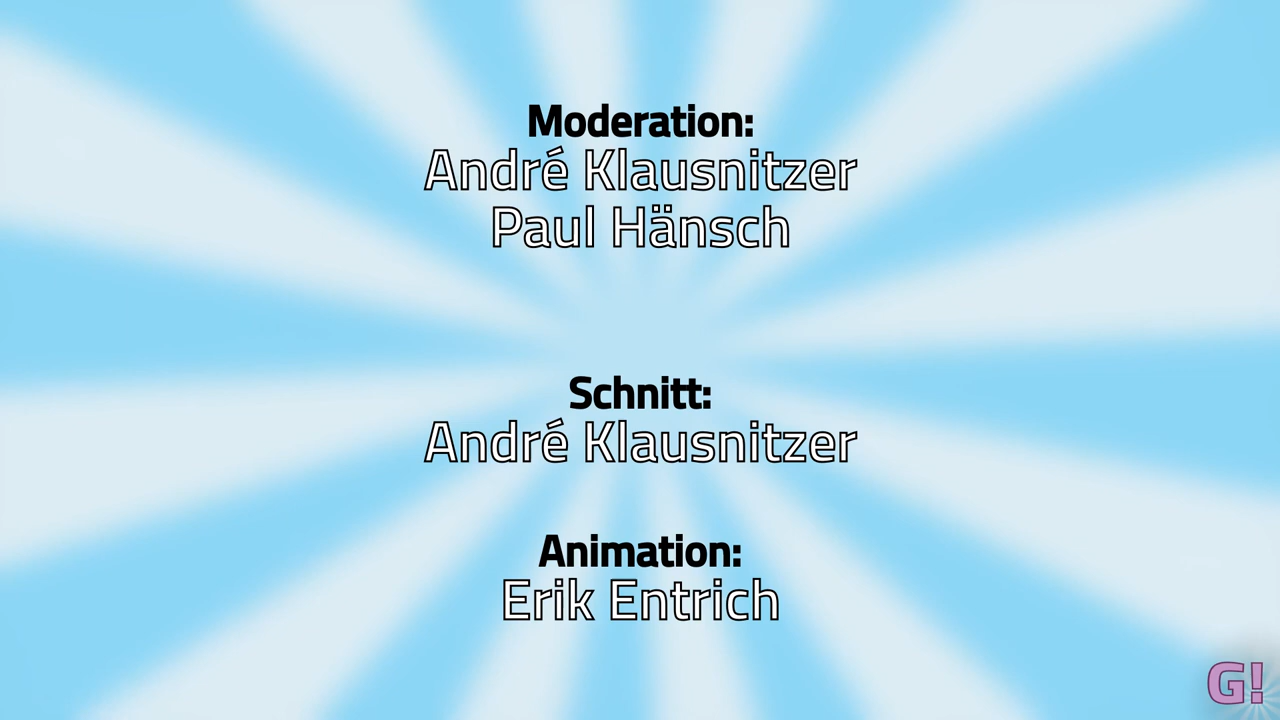 Moderation:
André Klausnitzer
Paul Hänsch
Schnitt:
André Klausnitzer
Animation:
Erik Entrich
G!